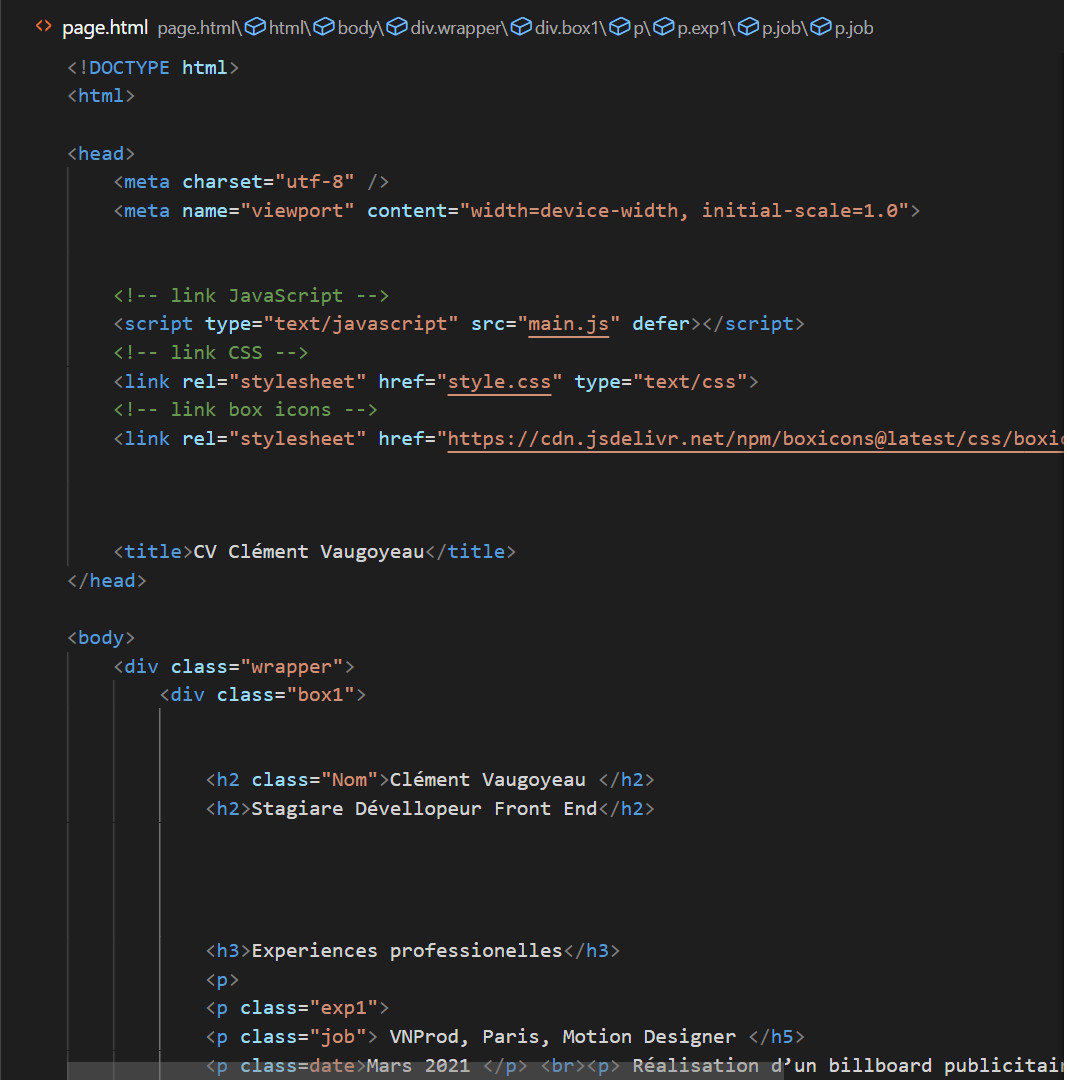 <> page.html page.html\html\body\div.wrapper\div.box1\p\p.exp1\p.job\p.job
<!DOCTYPE html>
<html>
<head>
<meta charset="utf-8" />
<meta name="viewport" content="width=device-width, initial-scale=1.0">
<!-- link JavaScript -->
<script type="text/javascript" src="main.js" defer></script>
<!-- link CSS -->
<link rel="stylesheet" href="style.css" type="text/css">
<!-- link box icons -->
<link rel="stylesheet" href="https://cdn.jsdelivr.net/npm/boxicons@latest/css/boxic
<title>CV Clément Vaugoyeau</title>
</head>
<body>
<div class="wrapper">
<div class="box1">
<h2 class="Nom">Clément Vaugoyeau </h2>
<h2>Stagiare Dévellopeur Front End</h2>
<h3>Experiences professionelles</h3>
<p>
<p class="exp1">
<p class="job"> VNProd, Paris, Motion Designer </h5>
<p class=date>Mars 2021 </p> <br><p> Réalisation d’un billboard publicitair